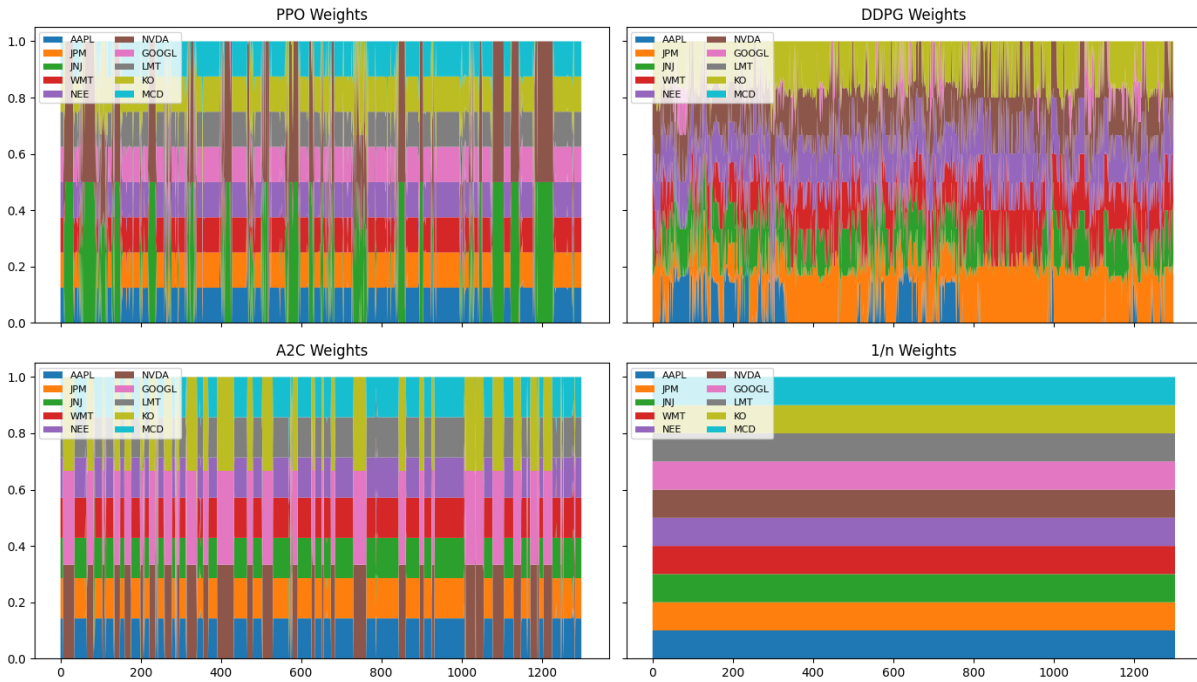 PPO Weights
1.0
0.8
0.6
0.4
0.2
0.0
AAPL NVDA
JPM GOOGL
JNJ LMT
WMT KO
NEE MCD
DDPG Weights
AAPL NVDA
JPM GOOGL
JNJ LMT
WMT KO
NEE MCD
A2C Weights
1.0
0.8
0.6
0.4
0.2
0.0
AAPL NVDA
JPM GOOGL
JNJ LMT
WMT KO
NEE MCD
0 200 400 600 800 1000 1200
1/n Weights
AAPL NVDA
JPM GOOGL
JNJ LMT
WMT KO
NEE MCD
0 200 400 600 800 1000 1200